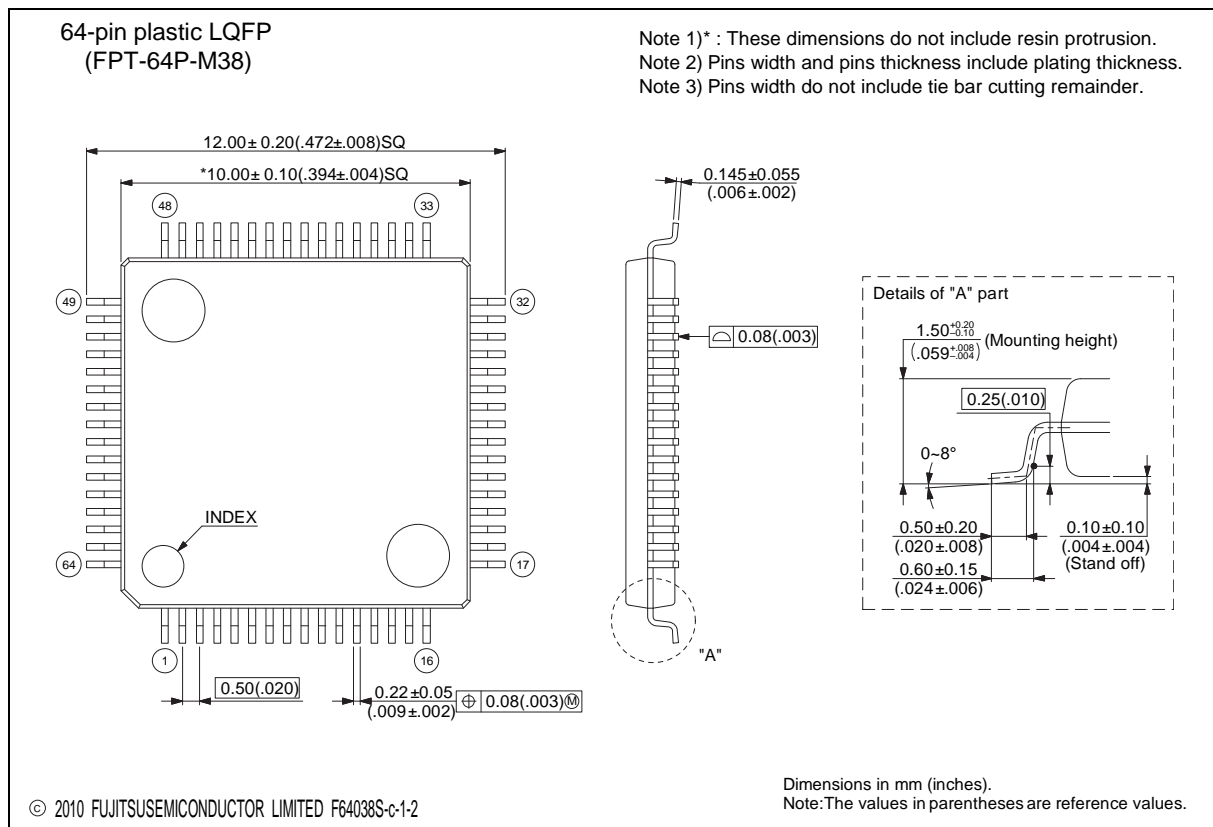 64-pin plastic LQFP
(FPT-64P-M38)
Note 1)* : These dimensions do not include resin protrusion.
Note 2) Pins width and pins thickness include plating thickness.
Note 3) Pins width do not include tie bar cutting remainder.
12.00±0.20(.472±.008)SQ
*10.00±0.10(.394±.004)SQ
48
33
49
32
INDEX
64
17
1
16
0.50(.020)
0.22±0.05
(.009±.002)
⌖ 0.08(.003)Ⓜ
0.145±0.055
(.006±.002)
⌓ 0.08(.003)
"A"
Details of "A" part
1.50+0.20−0.10
(.059+.008−.004)
(Mounting height)
0.25(.010)
0~8°
0.50±0.20
(.020±.008)
0.60±0.15
(.024±.006)
0.10±0.10
(.004±.004)
(Stand off)
© 2010 FUJITSUSEMICONDUCTOR LIMITED F64038S-c-1-2
Dimensions in mm (inches).
Note:The values in parentheses are reference values.